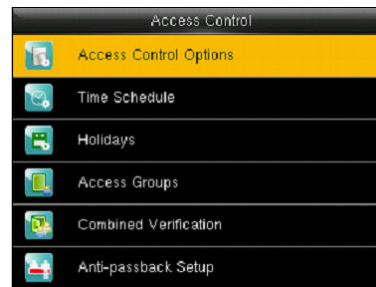 Access Control
Access Control Options
Time Schedule
Holidays
Access Groups
Combined Verification
Anti-passback Setup